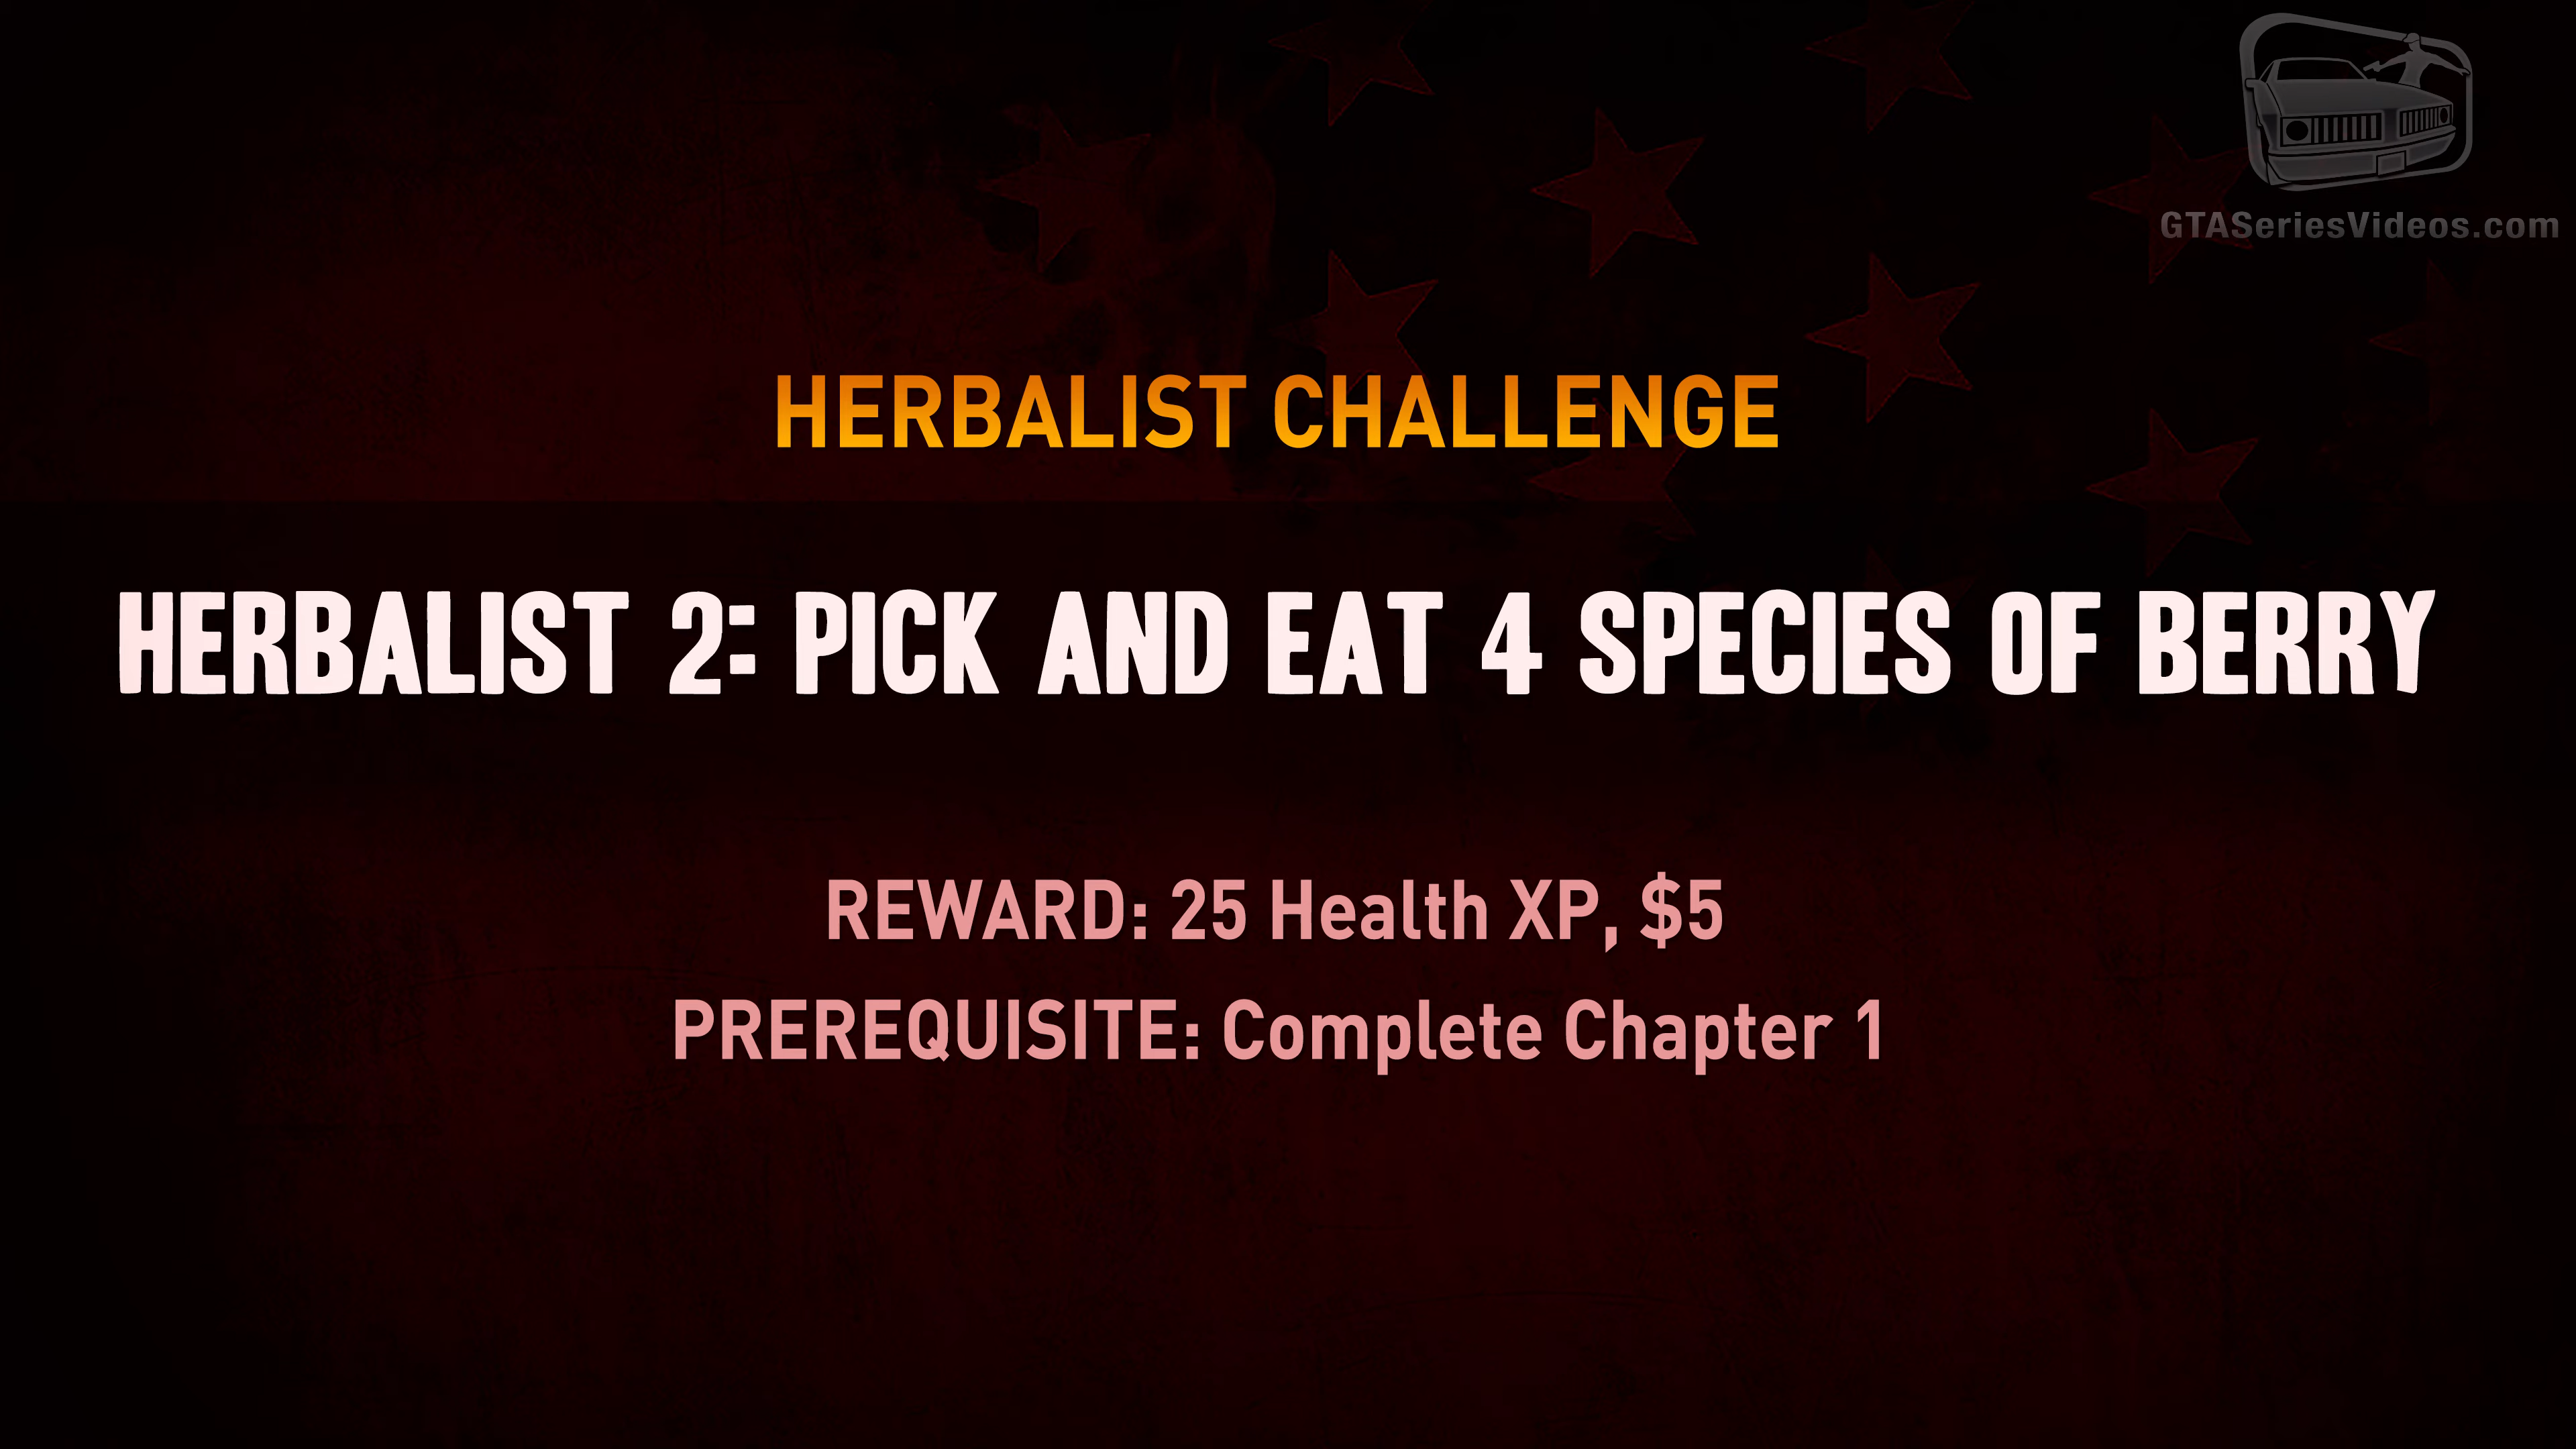 GTASeriesVideos.com
HERBALIST CHALLENGE
HERBALIST 2: PICK AND EAT 4 SPECIES OF BERRY
REWARD: 25 Health XP, $5
PREREQUISITE: Complete Chapter 1